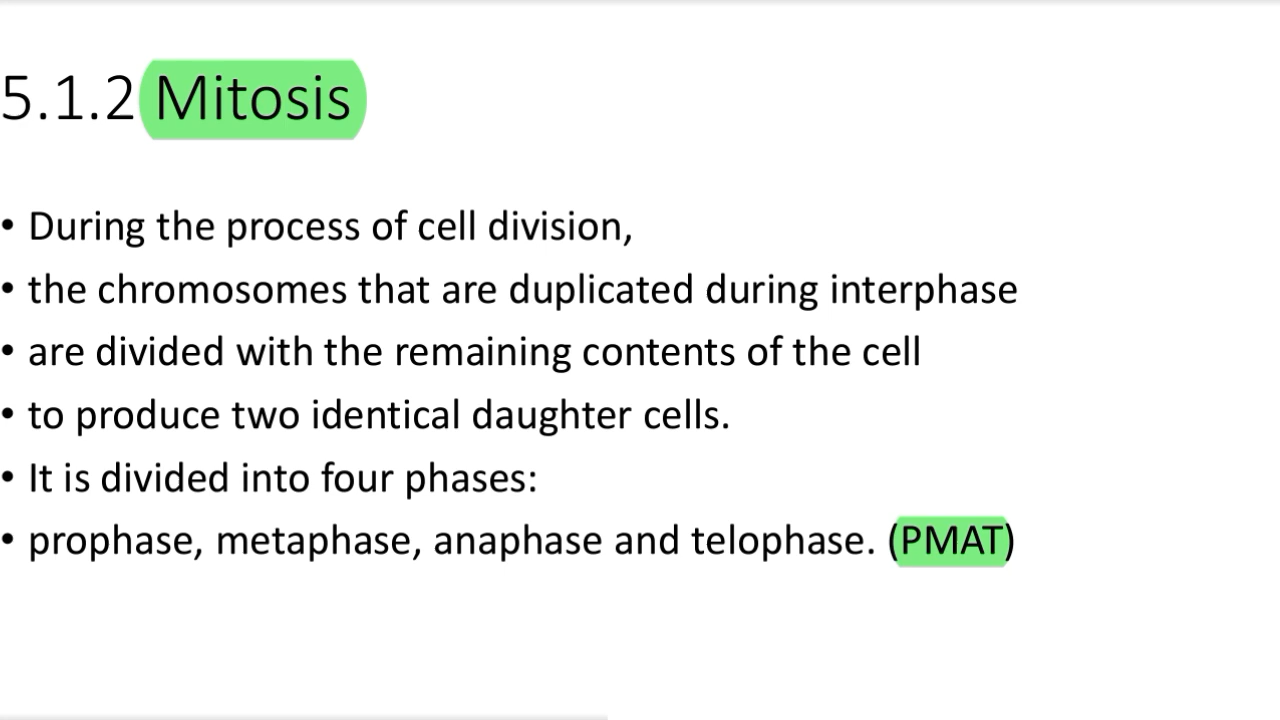 5.1.2 Mitosis
• During the process of cell division,
• the chromosomes that are duplicated during interphase
• are divided with the remaining contents of the cell
• to produce two identical daughter cells.
• It is divided into four phases:
• prophase, metaphase, anaphase and telophase. (PMAT)